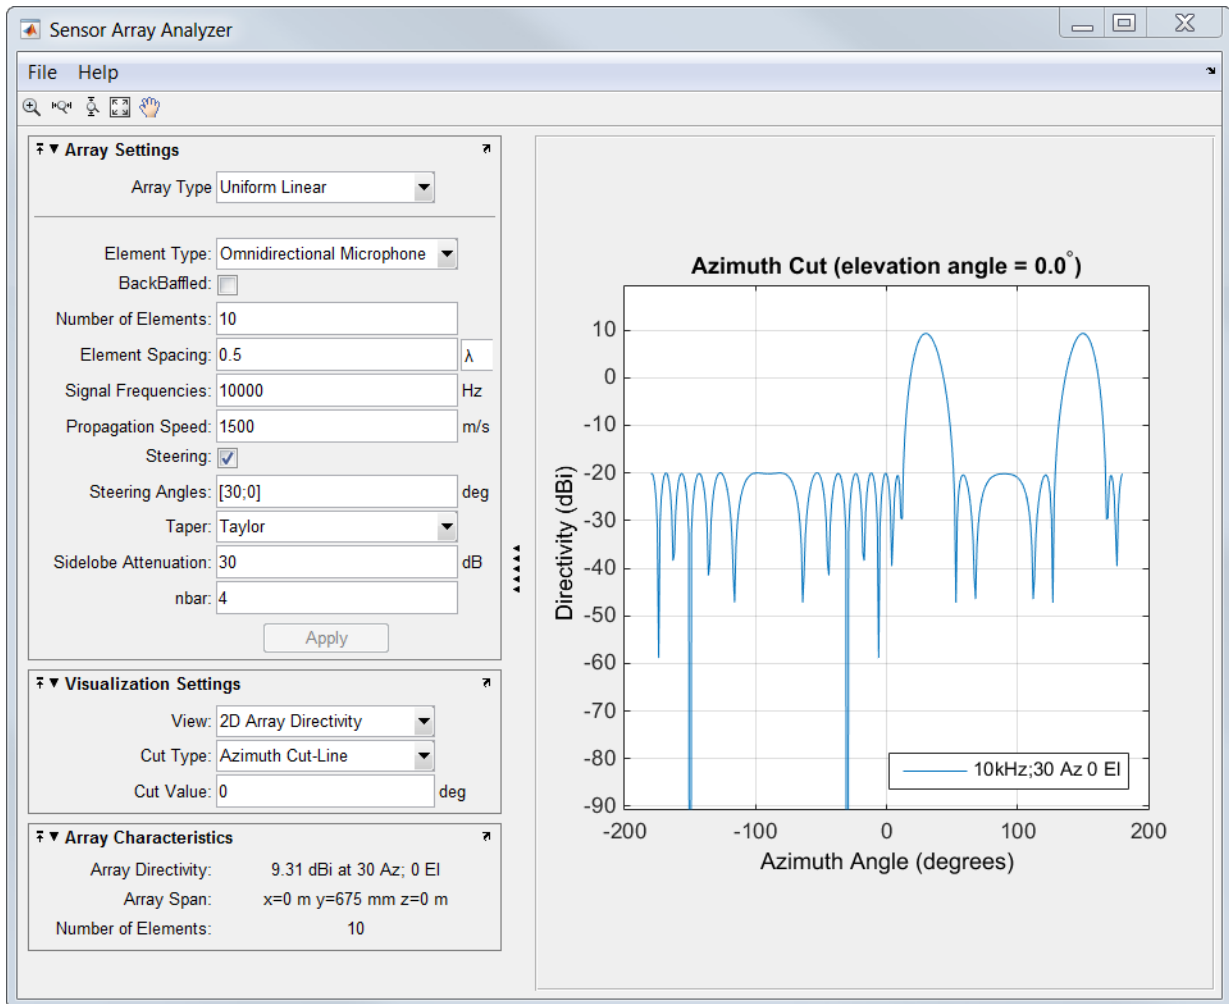 Sensor Array Analyzer
File Help
Array Settings
Array Type Uniform Linear
Element Type: Omnidirectional Microphone
BackBaffled:
Number of Elements: 10
Element Spacing: 0.5 λ
Signal Frequencies: 10000 Hz
Propagation Speed: 1500 m/s
Steering:
Steering Angles: [30;0] deg
Taper: Taylor
Sidelobe Attenuation: 30 dB
nbar: 4
Apply
Visualization Settings
View: 2D Array Directivity
Cut Type: Azimuth Cut-Line
Cut Value: 0 deg
Array Characteristics
Array Directivity: 9.31 dBi at 30 Az; 0 El
Array Span: x=0 m y=675 mm z=0 m
Number of Elements: 10
Azimuth Cut (elevation angle = 0.0°)
Directivity (dBi)
10
0
-10
-20
-30
-40
-50
-60
-70
-80
-90
10kHz;30 Az 0 El
-200 -100 0 100 200
Azimuth Angle (degrees)